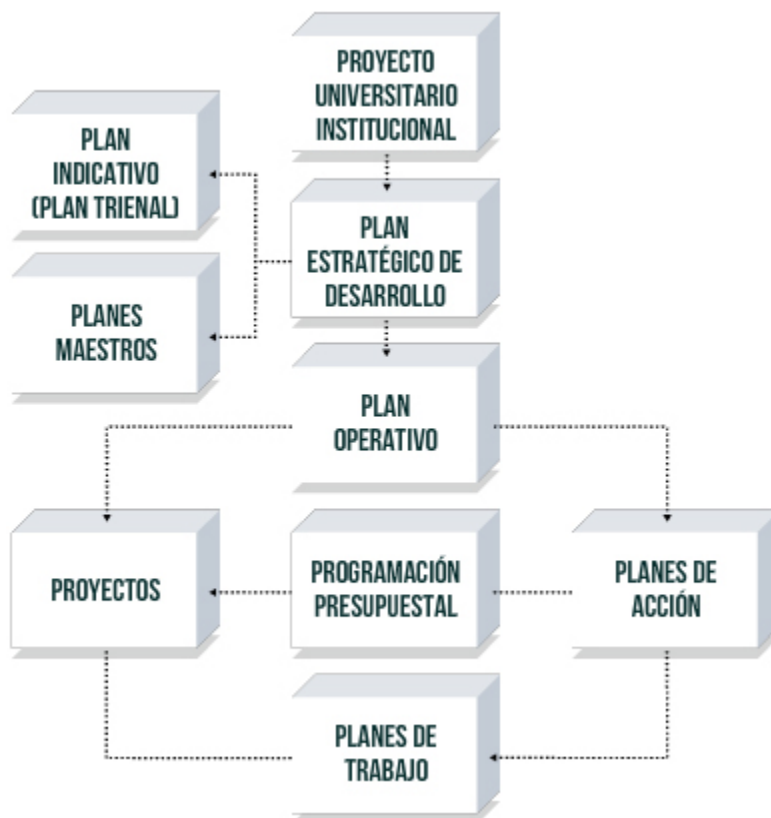 PROYECTO
UNIVERSITARIO
INSTITUCIONAL
PLAN
INDICATIVO
(PLAN TRIENAL)
PLAN
ESTRATÉGICO DE
DESARROLLO
PLANES
MAESTROS
PLAN
OPERATIVO
PROYECTOS
PROGRAMACIÓN
PRESUPUESTAL
PLANES DE
ACCIÓN
PLANES DE
TRABAJO